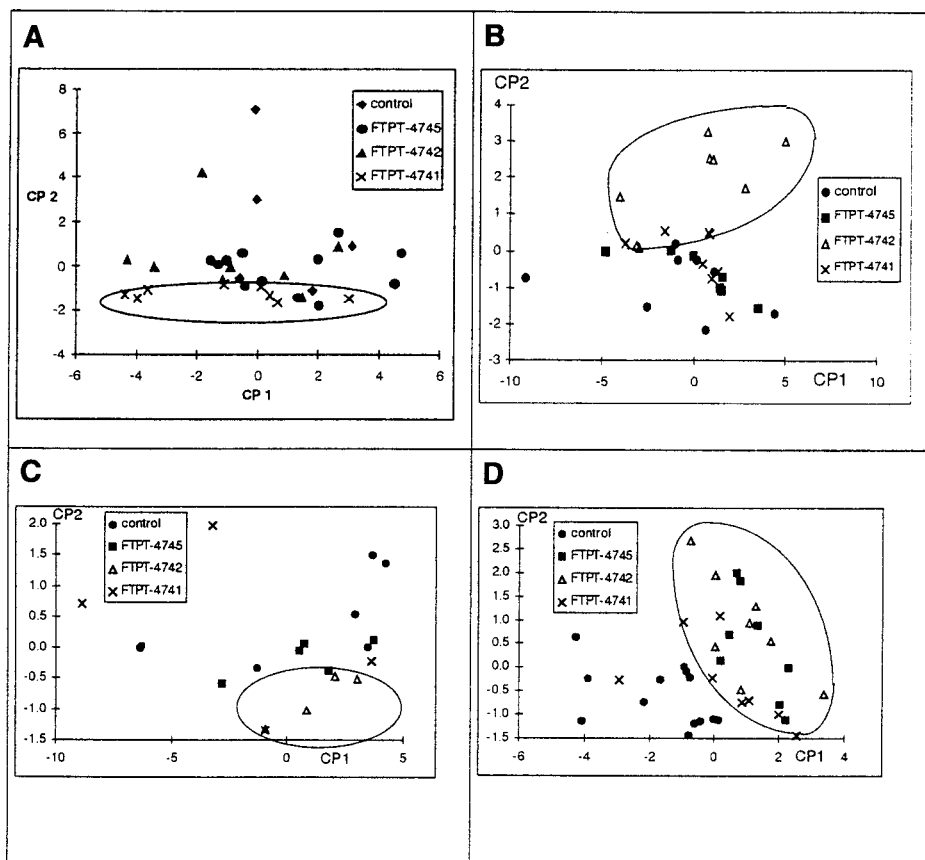 A
8
6
4
2
0
-2
-4
CP 2
-6
-4
-2
0
2
4
6
CP 1
control
FTPT-4745
FTPT-4742
FTPT-4741
B
CP2
4
3
2
1
0
-1
-2
-3
-10
-5
0
5
CP1
10
control
FTPT-4745
FTPT-4742
FTPT-4741
C
CP2
2.0
1.5
1.0
0.5
0.0
-0.5
-1.0
-1.5
-10
-5
0
CP1
5
control
FTPT-4745
FTPT-4742
FTPT-4741
D
CP2
3.0
2.5
2.0
1.5
1.0
0.5
0.0
-0.5
-1.0
-1.5
-6
-4
-2
0
2
CP1
4
control
FTPT-4745
FTPT-4742
FTPT-4741